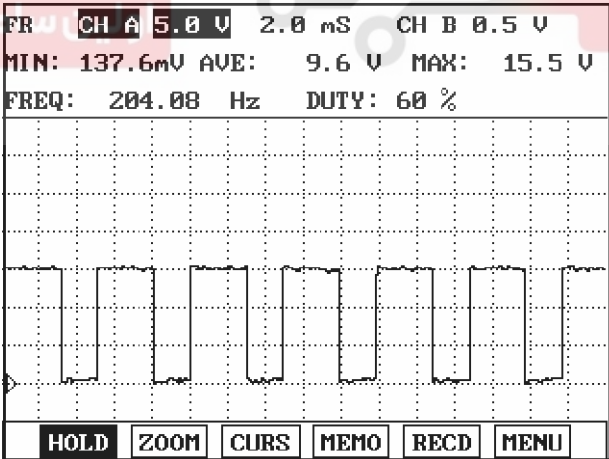 FR CH A 5.0 V 2.0 mS CH B 0.5 V
MIN: 137.6mV AVE: 9.6 V MAX: 15.5 V
FREQ: 204.08 Hz DUTY: 60 %
HOLD ZOOM CURS MEMO RECD MENU